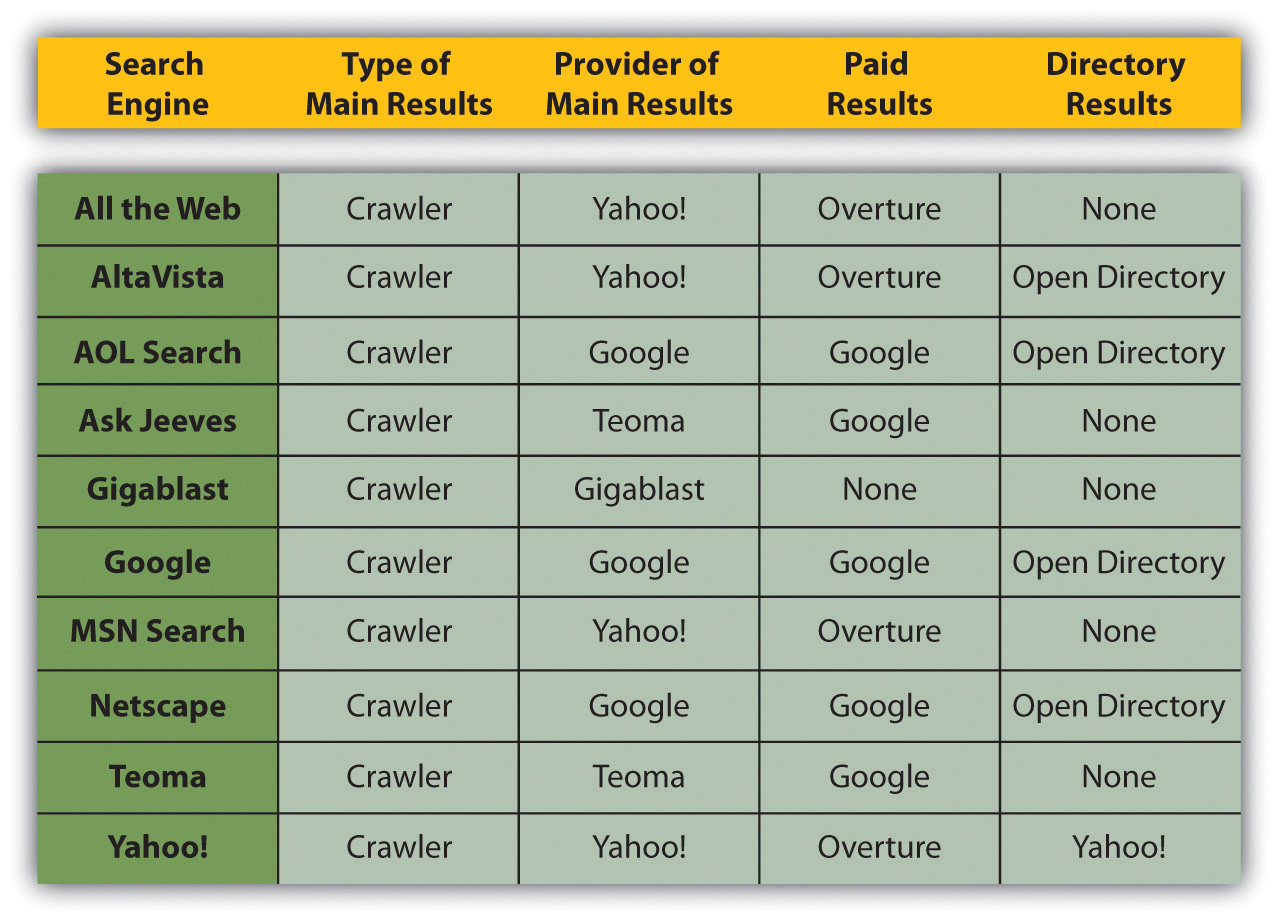 Search Engine | Type of Main Results | Provider of Main Results | Paid Results | Directory Results
All the Web | Crawler | Yahoo! | Overture | None
AltaVista | Crawler | Yahoo! | Overture | Open Directory
AOL Search | Crawler | Google | Google | Open Directory
Ask Jeeves | Crawler | Teoma | Google | None
Gigablast | Crawler | Gigablast | None | None
Google | Crawler | Google | Google | Open Directory
MSN Search | Crawler | Yahoo! | Overture | None
Netscape | Crawler | Google | Google | Open Directory
Teoma | Crawler | Teoma | Google | None
Yahoo! | Crawler | Yahoo! | Overture | Yahoo!